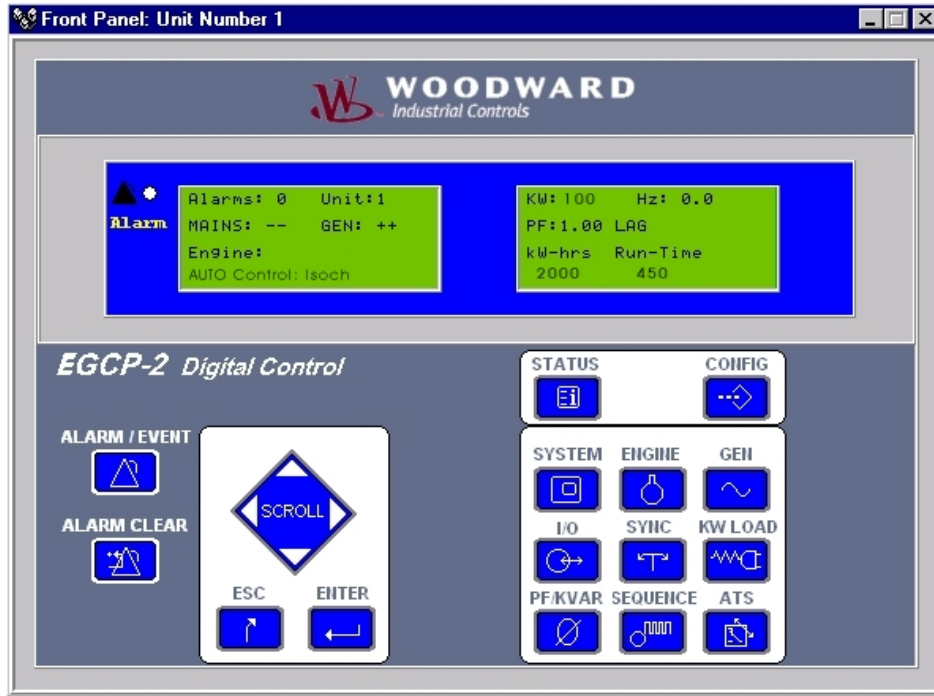 Front Panel: Unit Number 1
WOODWARD
Industrial Controls
Alarm
Alarms: 0 Unit:1
MAINS: -- GEN: ++
Engine:
AUTO Control: Isoch
KW: 100 Hz: 0.0
PF:1.00 LAG
kW-hrs Run-Time
2000 450
EGCP-2 Digital Control
STATUS CONFIG
ALARM / EVENT
ALARM CLEAR
SCROLL
ESC ENTER
SYSTEM ENGINE GEN
I/O SYNC KW LOAD
PF/KVAR SEQUENCE ATS